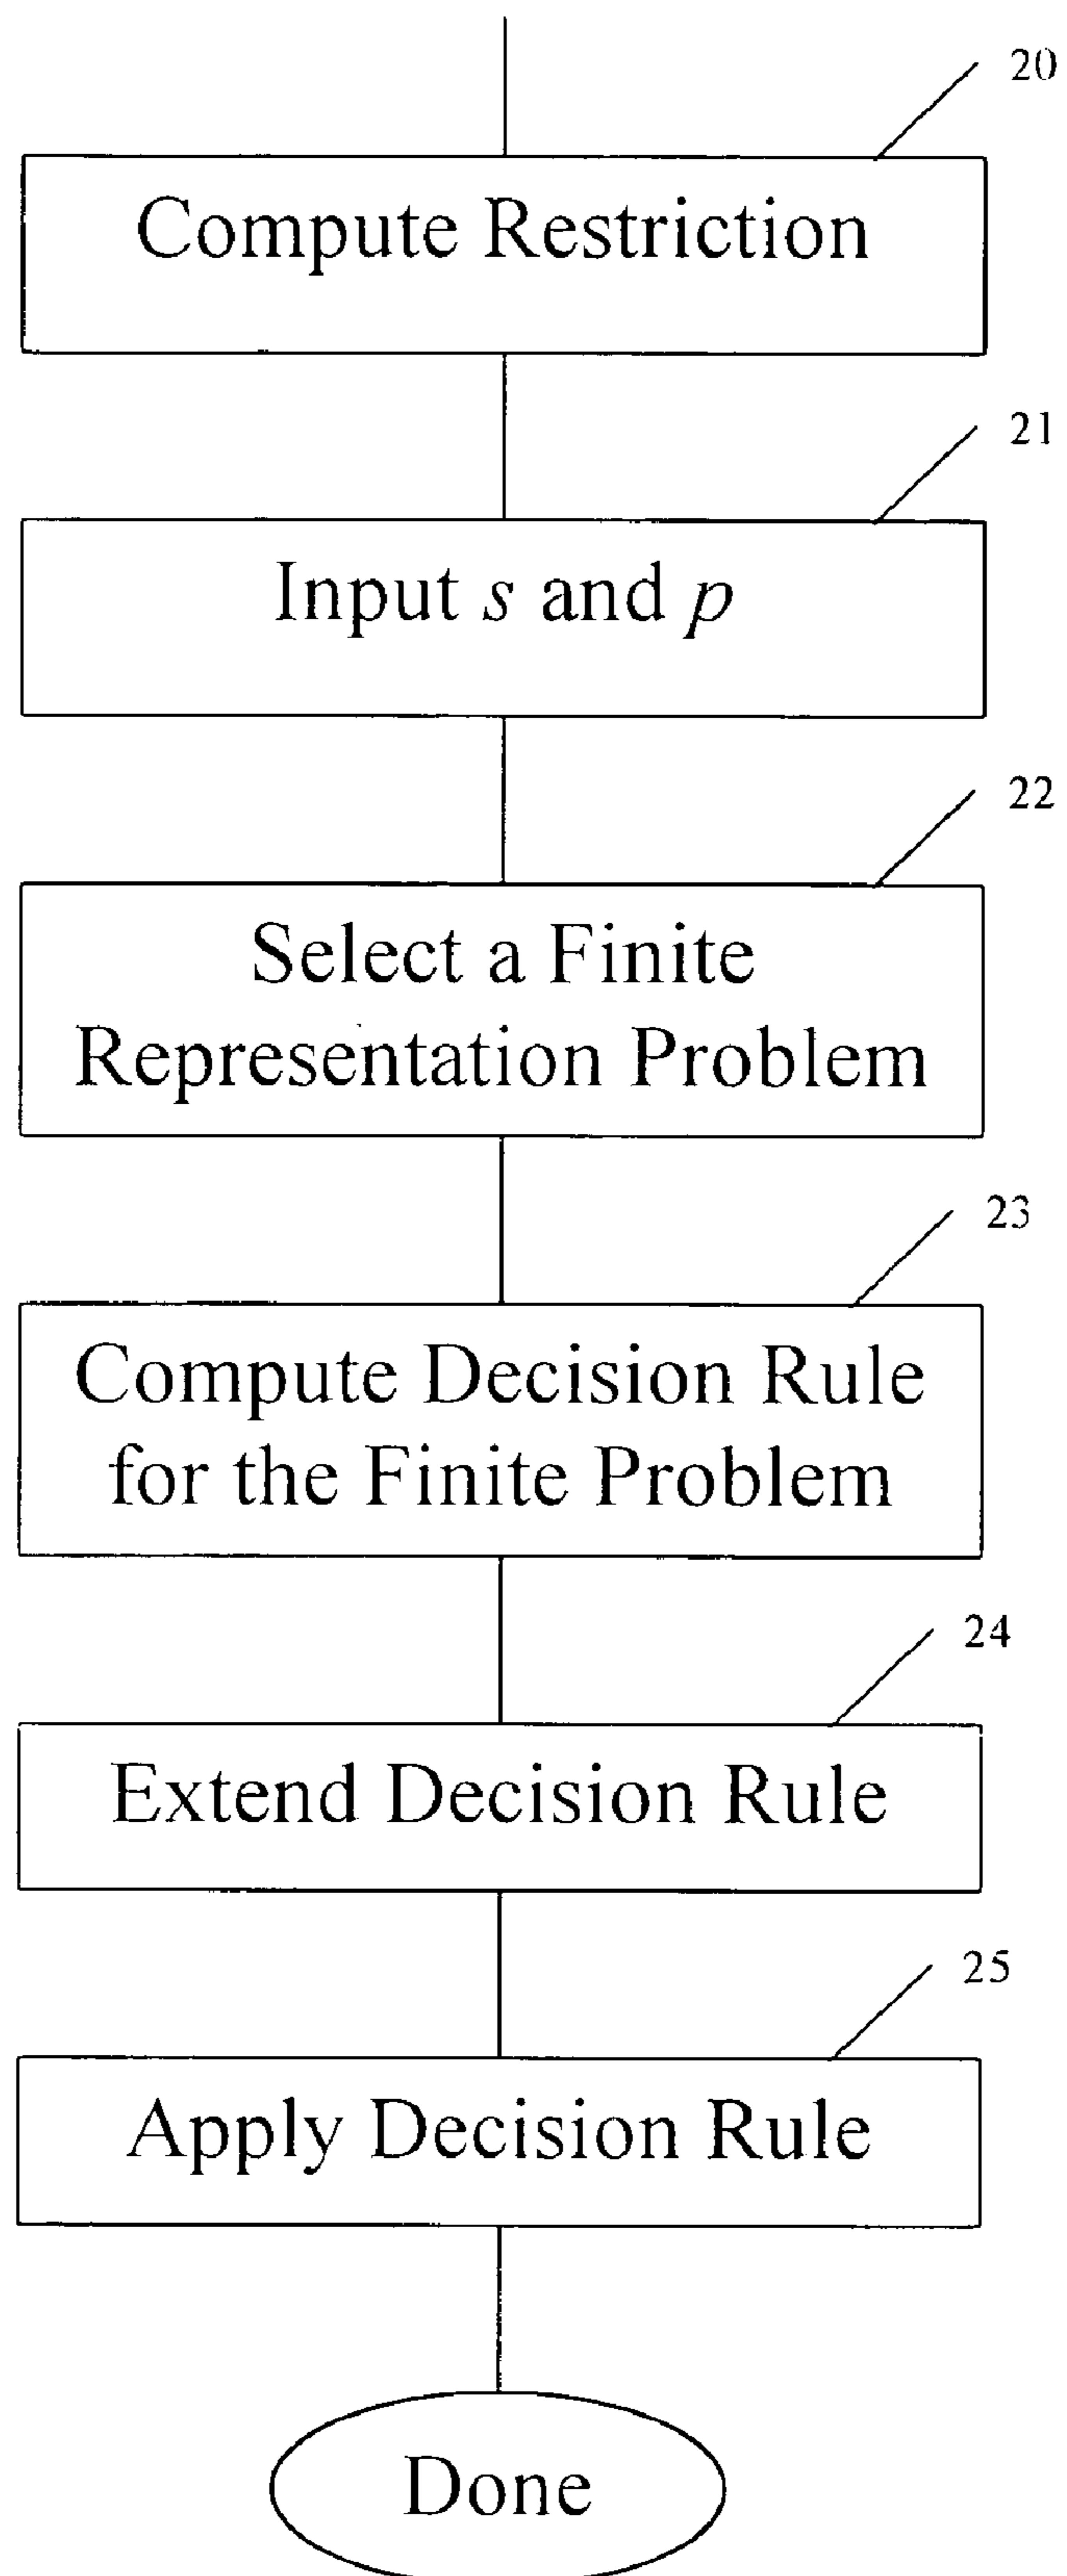 20
Compute Restriction
21
Input s and p
22
Select a Finite
Representation Problem
23
Compute Decision Rule
for the Finite Problem
24
Extend Decision Rule
25
Apply Decision Rule
Done